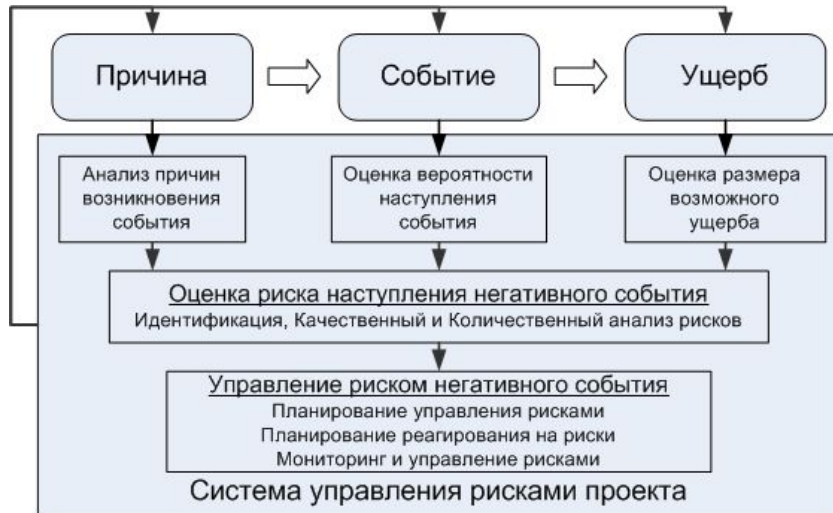 Причина
Событие
Ущерб
Анализ причин
возникновения
события
Оценка вероятности
наступления
события
Оценка размера
возможного
ущерба
Оценка риска наступления негативного события
Идентификация, Качественный и Количественный анализ рисков
Управление риском негативного события
Планирование управления рисками
Планирование реагирования на риски
Мониторинг и управление рисками
Система управления рисками проекта